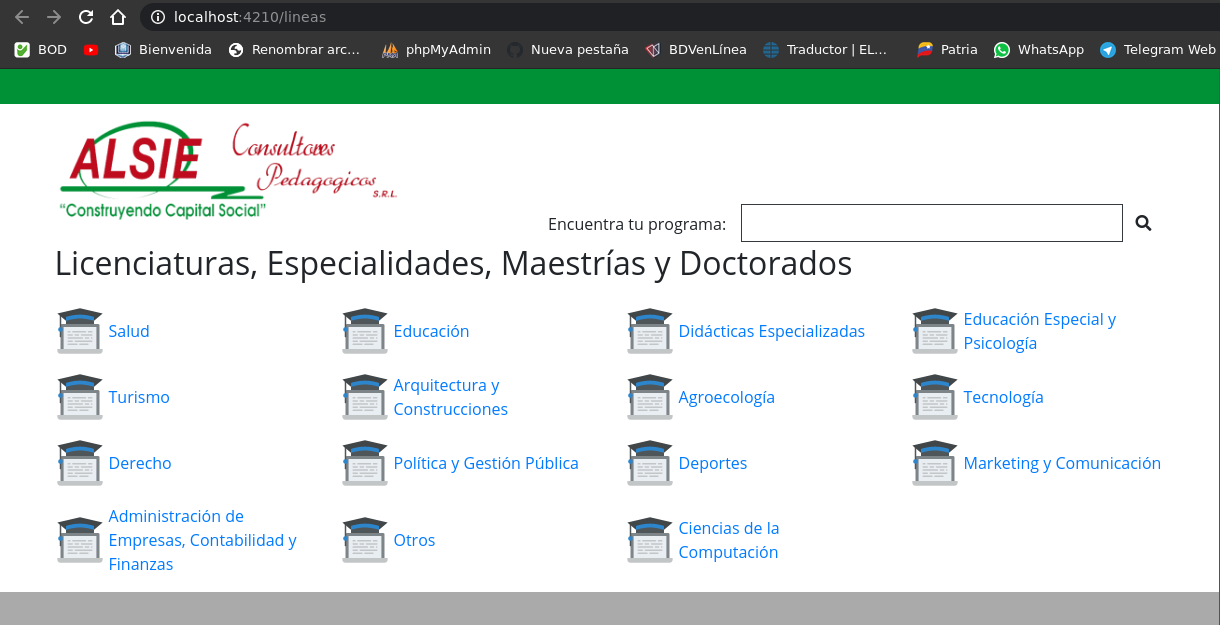 localhost:4210/lineas
BOD Bienvenida Renombrar arc... phpMyAdmin Nueva pestaña BDVenLínea Traductor | EL... Patria WhatsApp Telegram Web
ALSIE Consultores
Pedagogicos
S.R.L.
“Construyendo Capital Social”
Encuentra tu programa:
Licenciaturas, Especialidades, Maestrías y Doctorados
Salud
Educación
Didácticas Especializadas
Educación Especial y
Psicología
Turismo
Arquitectura y
Construcciones
Agroecología
Tecnología
Derecho
Política y Gestión Pública
Deportes
Marketing y Comunicación
Administración de
Empresas, Contabilidad y
Finanzas
Otros
Ciencias de la
Computación